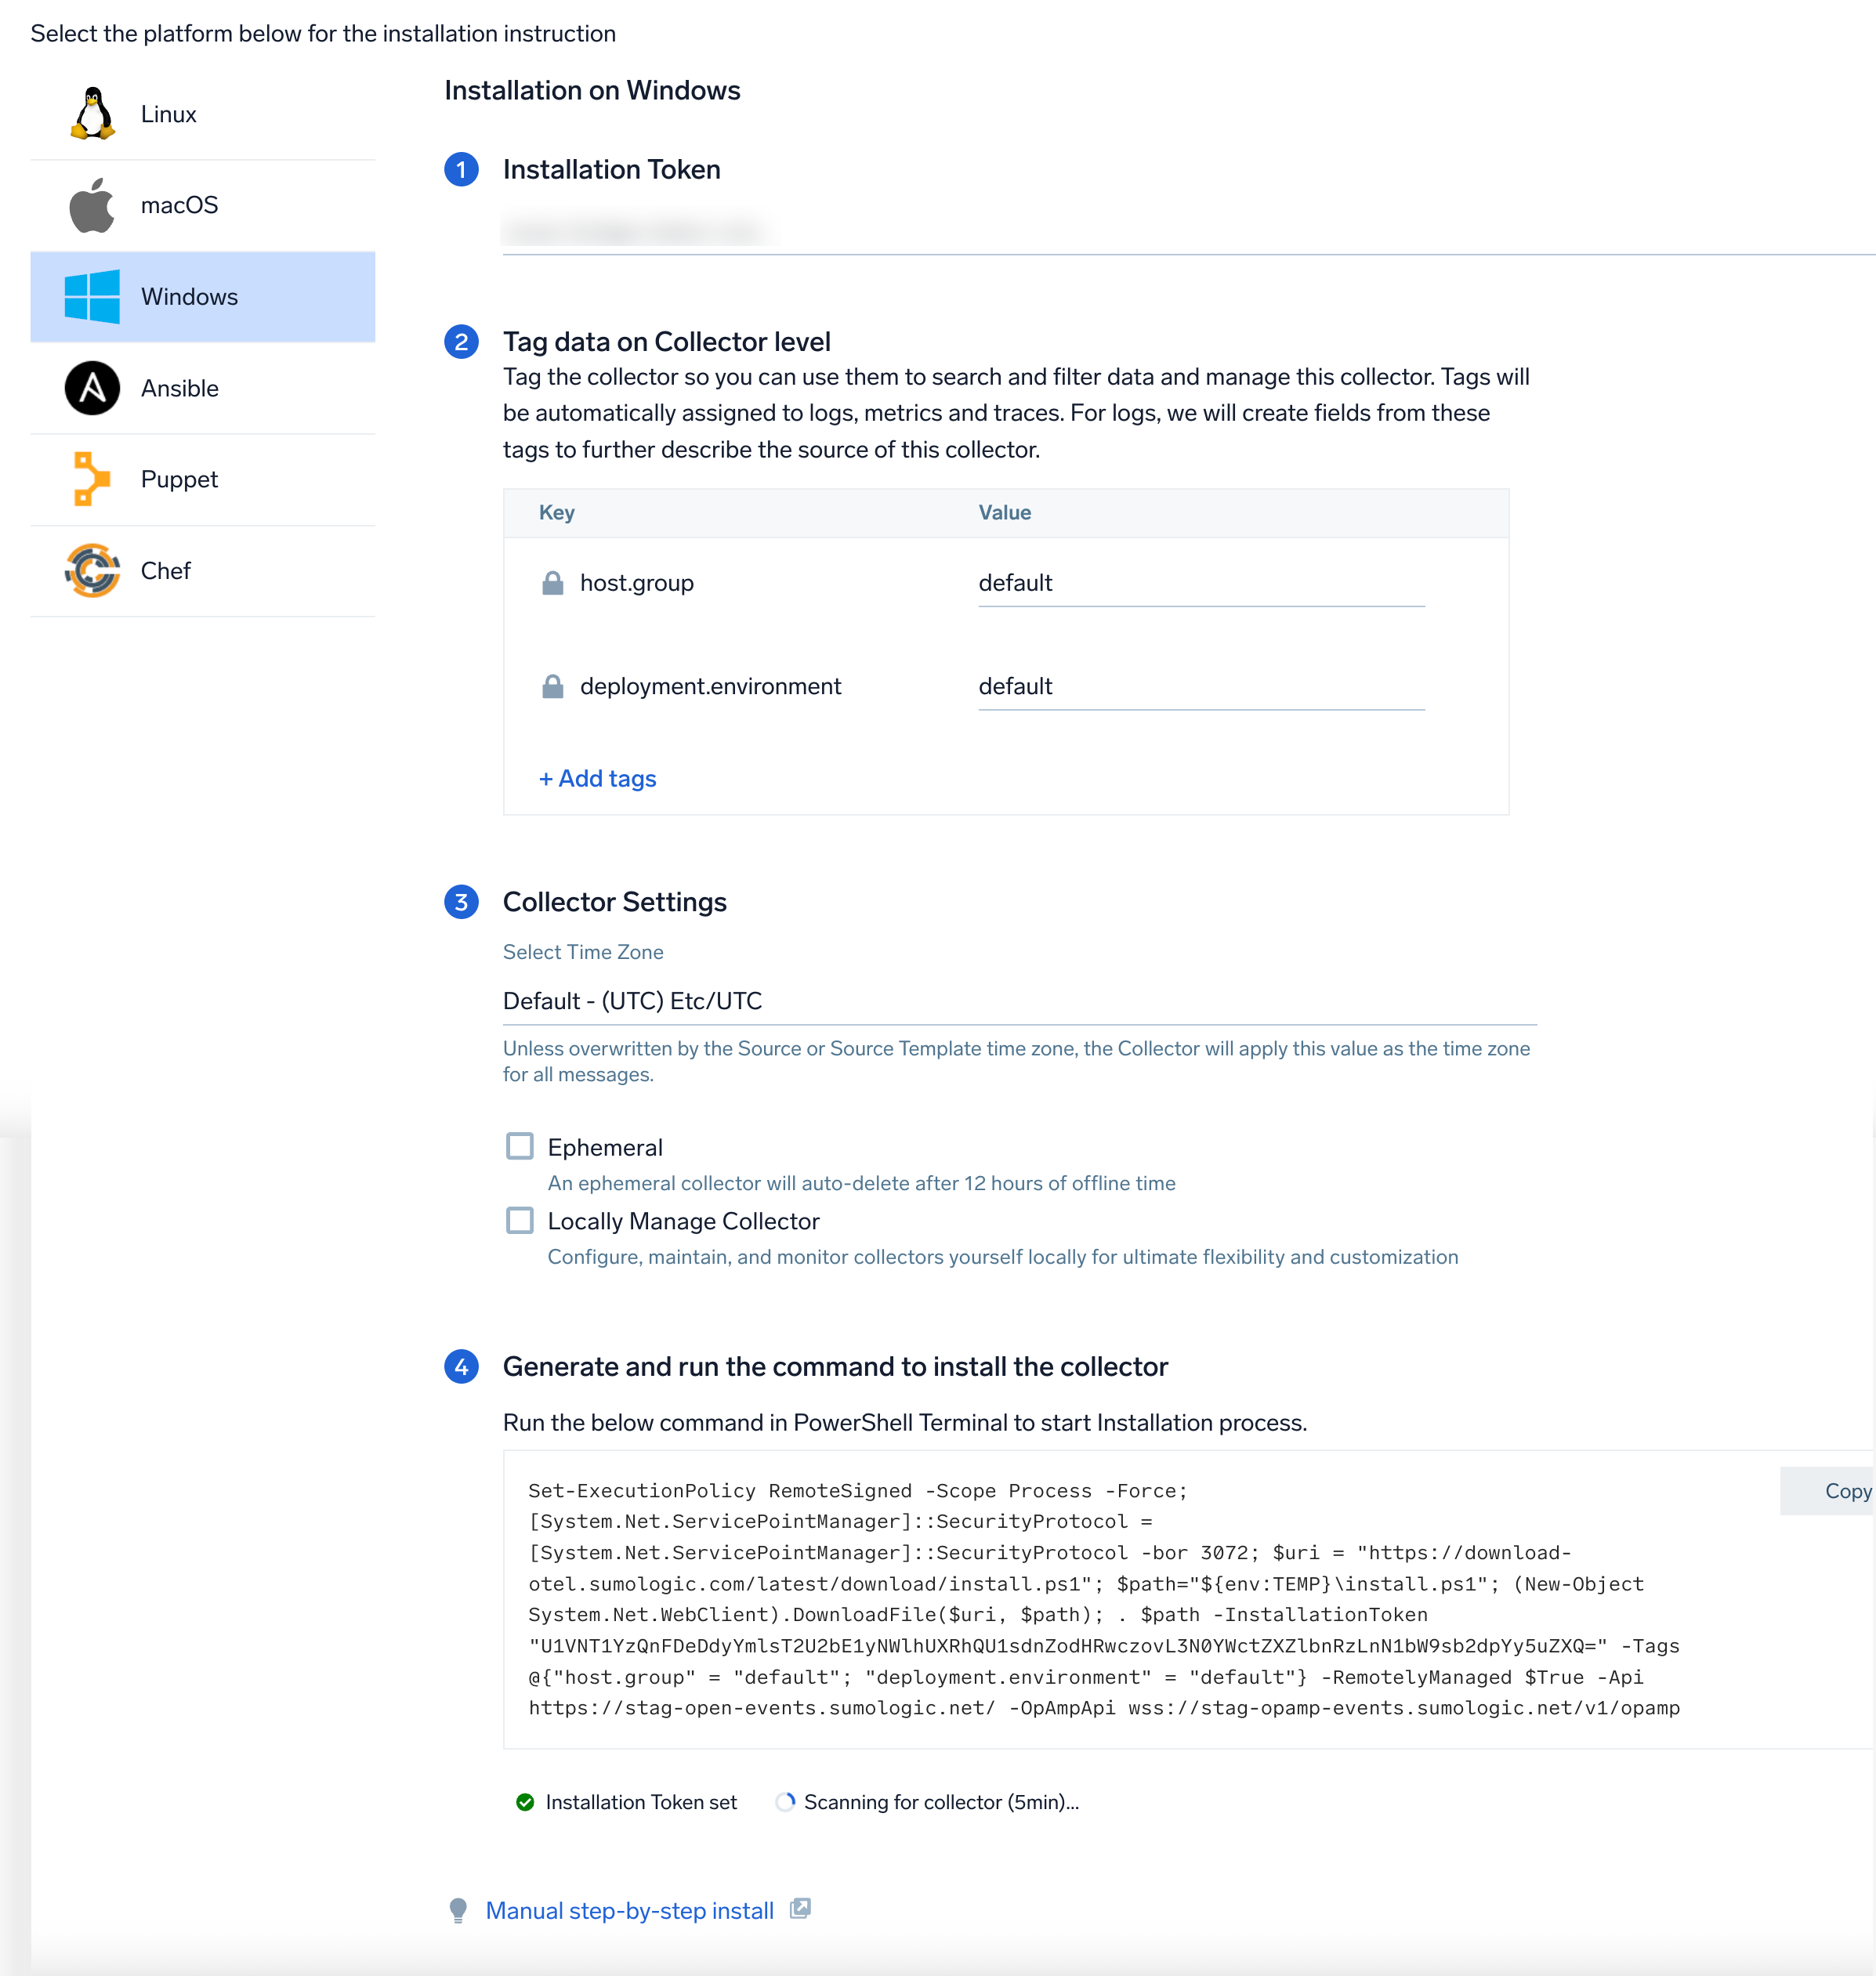 Select the platform below for the installation instruction
Linux
macOS
Windows
Ansible
Puppet
Chef
Installation on Windows
1 Installation Token
2 Tag data on Collector level
Tag the collector so you can use them to search and filter data and manage this collector. Tags will
be automatically assigned to logs, metrics and traces. For logs, we will create fields from these
tags to further describe the source of this collector.
Key Value
host.group default
deployment.environment default
+ Add tags
3 Collector Settings
Select Time Zone
Default - (UTC) Etc/UTC
Unless overwritten by the Source or Source Template time zone, the Collector will apply this value as the time zone
for all messages.
Ephemeral
An ephemeral collector will auto-delete after 12 hours of offline time
Locally Manage Collector
Configure, maintain, and monitor collectors yourself locally for ultimate flexibility and customization
4 Generate and run the command to install the collector
Run the below command in PowerShell Terminal to start Installation process.
Copy
Set-ExecutionPolicy RemoteSigned -Scope Process -Force;
[System.Net.ServicePointManager]::SecurityProtocol =
[System.Net.ServicePointManager]::SecurityProtocol -bor 3072; $uri = "https://download-
otel.sumologic.com/latest/download/install.ps1"; $path="${env:TEMP}\install.ps1"; (New-Object
System.Net.WebClient).DownloadFile($uri, $path); . $path -InstallationToken
"U1VNT1YzQnFDeDdyYmlsT2U2bE1yNWlhUXRhQU1sdnZodHRwczovL3N0YWctZXZlbnRzLnN1bW9sb2dpYy5uZXQ=" -Tags
@{"host.group" = "default"; "deployment.environment" = "default"} -RemotelyManaged $True -Api
https://stag-open-events.sumologic.net/ -OpAmpApi wss://stag-opamp-events.sumologic.net/v1/opamp
Installation Token set Scanning for collector (5min)...
Manual step-by-step install